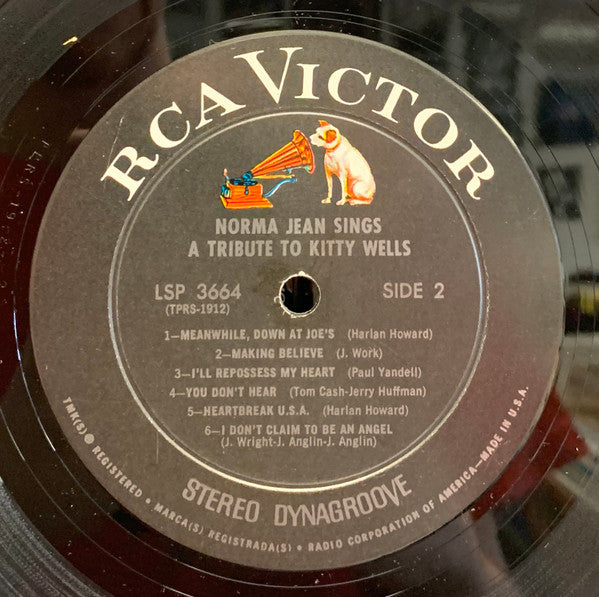 RCA VICTOR
NORMA JEAN SINGS
A TRIBUTE TO KITTY WELLS
LSP 3664
(TPRS-1912)
SIDE 2
1—MEANWHILE, DOWN AT JOE'S (Harlan Howard)
2—MAKING BELIEVE (J. Work)
3—I'LL REPOSSESS MY HEART (Paul Yandell)
4—YOU DON'T HEAR (Tom Cash-Jerry Huffman)
5—HEARTBREAK U.S.A. (Harlan Howard)
6—I DON'T CLAIM TO BE AN ANGEL
(J. Wright-J. Anglin-J. Anglin)
STEREO DYNAGROOVE
TMK(S) ® REGISTERED • MARCA(S) REGISTRADA(S) • RADIO CORPORATION OF AMERICA—MADE IN U.S.A.